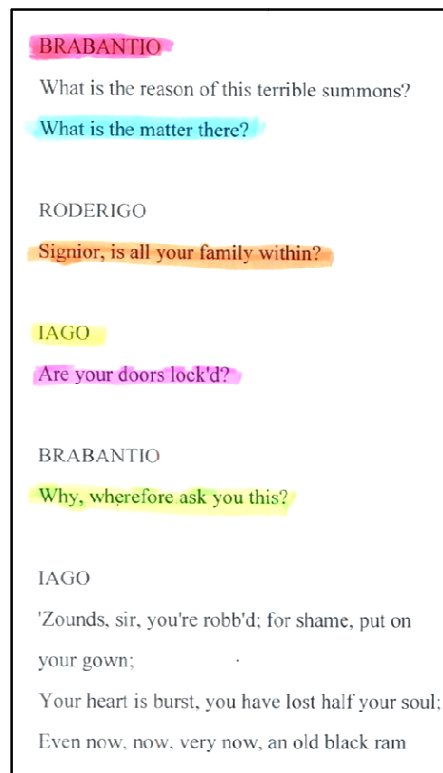 BRABANTIO
What is the reason of this terrible summons?
What is the matter there?
RODERIGO
Signior, is all your family within?
IAGO
Are your doors lock'd?
BRABANTIO
Why, wherefore ask you this?
IAGO
'Zounds, sir, you're robb'd; for shame, put on
your gown;
Your heart is burst, you have lost half your soul;
Even now, now, very now, an old black ram